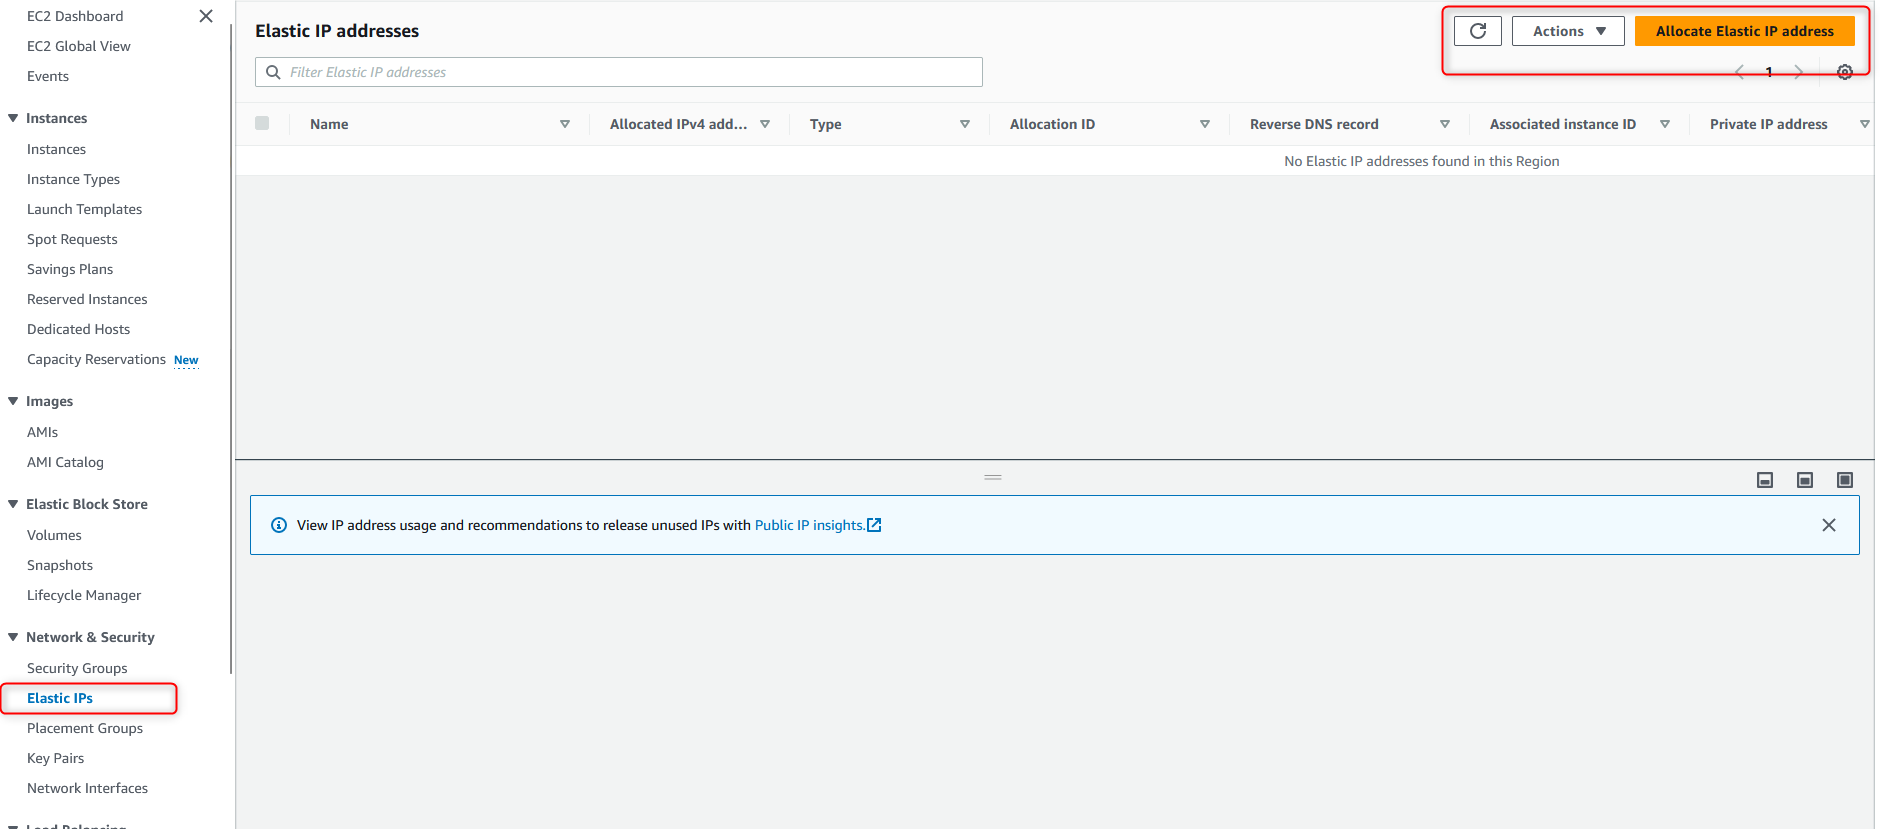 EC2 Dashboard
EC2 Global View
Events
Instances
Instances
Instance Types
Launch Templates
Spot Requests
Savings Plans
Reserved Instances
Dedicated Hosts
Capacity Reservations New
Images
AMIs
AMI Catalog
Elastic Block Store
Volumes
Snapshots
Lifecycle Manager
Network & Security
Security Groups
Elastic IPs
Placement Groups
Key Pairs
Network Interfaces
Load Balancing
Elastic IP addresses
Actions
Allocate Elastic IP address
Filter Elastic IP addresses
1
Name Allocated IPv4 add... Type Allocation ID Reverse DNS record Associated instance ID Private IP address
No Elastic IP addresses found in this Region
View IP address usage and recommendations to release unused IPs with Public IP insights.